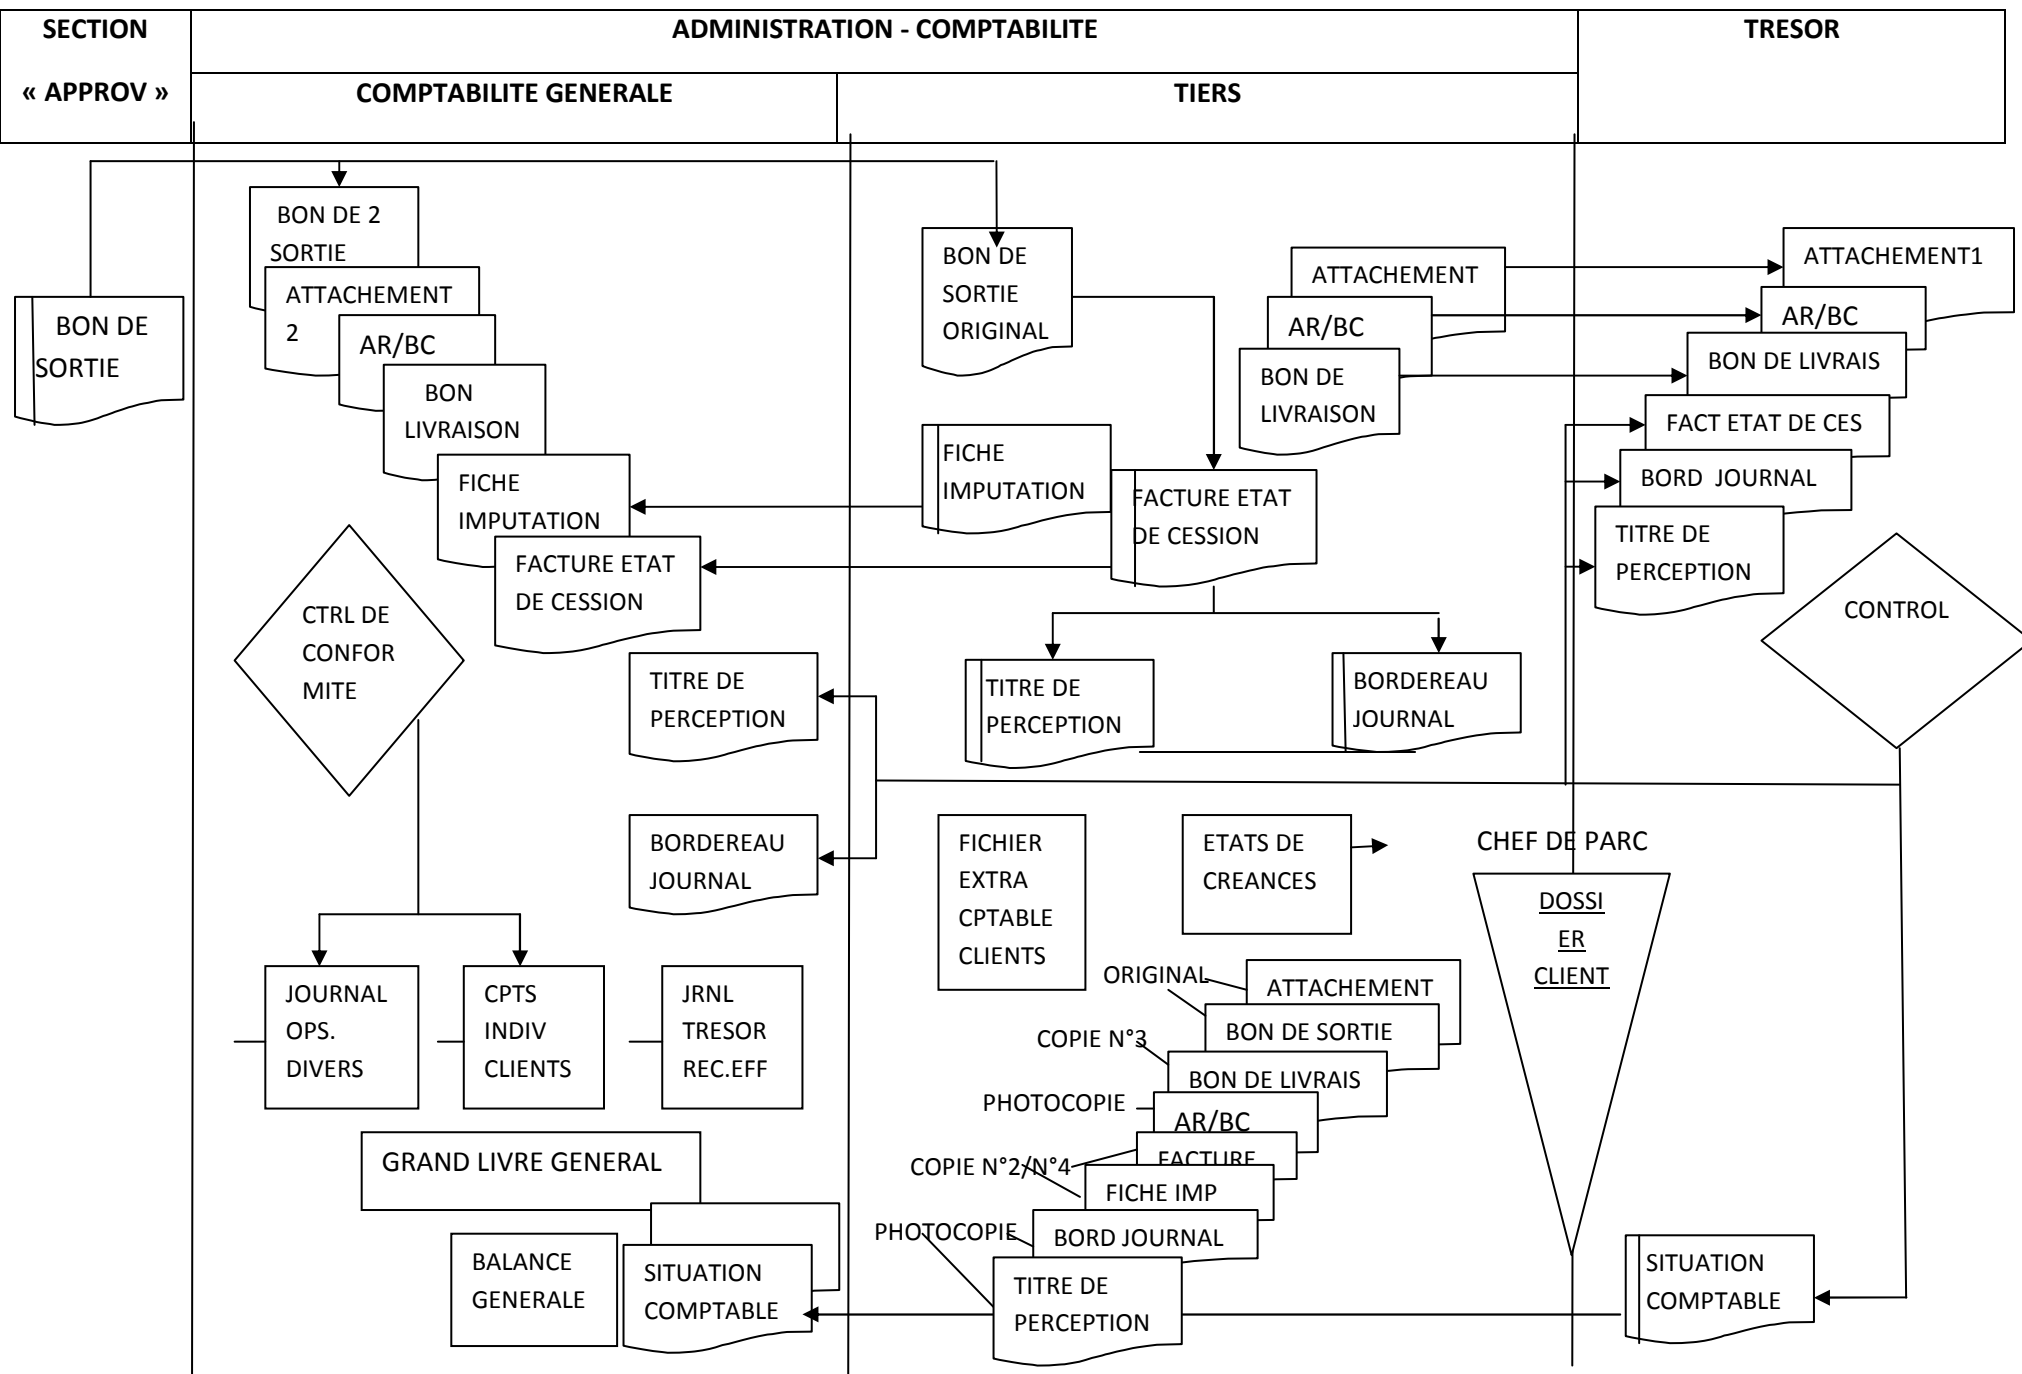 SECTION
« APPROV »
ADMINISTRATION - COMPTABILITE
TRESOR
COMPTABILITE GENERALE
TIERS
BON DE
SORTIE
BON DE 2
SORTIE
ATTACHEMENT
2
AR/BC
BON
LIVRAISON
FICHE
IMPUTATION
FACTURE ETAT
DE CESSION
CTRL DE
CONFOR
MITE
TITRE DE
PERCEPTION
BORDEREAU
JOURNAL
JOURNAL
OPS.
DIVERS
CPTS
INDIV
CLIENTS
JRNL
TRESOR
REC.EFF
GRAND LIVRE GENERAL
BALANCE
GENERALE
SITUATION
COMPTABLE
BON DE
SORTIE
ORIGINAL
ATTACHEMENT
AR/BC
BON DE
LIVRAISON
FICHE
IMPUTATION
FACTURE ETAT
DE CESSION
TITRE DE
PERCEPTION
BORDEREAU
JOURNAL
FICHIER
EXTRA
CPTABLE
CLIENTS
ETATS DE
CREANCES
CHEF DE PARC
DOSSI
ER
CLIENT
ORIGINAL
ATTACHEMENT
BON DE SORTIE
COPIE N°3
BON DE LIVRAIS
PHOTOCOPIE
AR/BC
FACTURE
COPIE N°2/N°4
FICHE IMP
PHOTOCOPIE
BORD JOURNAL
TITRE DE
PERCEPTION
ATTACHEMENT1
AR/BC
BON DE LIVRAIS
FACT ETAT DE CES
BORD JOURNAL
TITRE DE
PERCEPTION
CONTROL
SITUATION
COMPTABLE